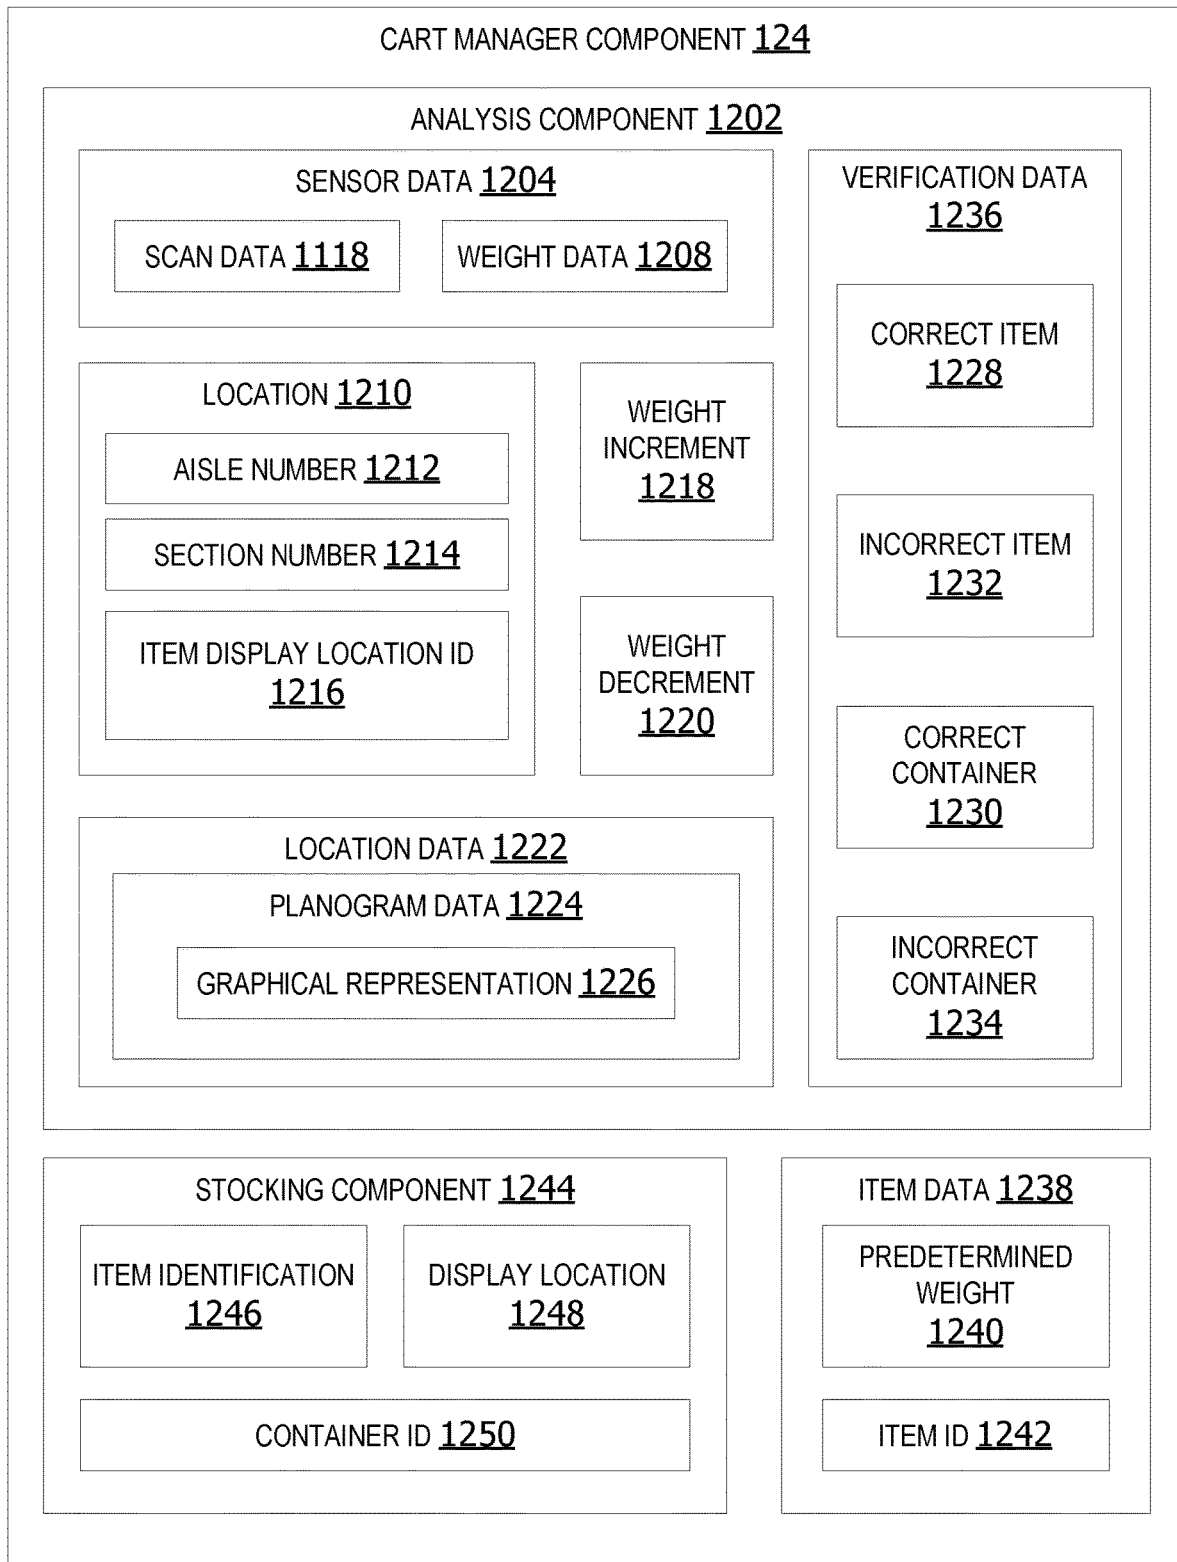 CART MANAGER COMPONENT 124
ANALYSIS COMPONENT 1202
SENSOR DATA 1204
SCAN DATA 1118
WEIGHT DATA 1208
LOCATION 1210
AISLE NUMBER 1212
SECTION NUMBER 1214
ITEM DISPLAY LOCATION ID
1216
WEIGHT
INCREMENT
1218
WEIGHT
DECREMENT
1220
LOCATION DATA 1222
PLANOGRAM DATA 1224
GRAPHICAL REPRESENTATION 1226
VERIFICATION DATA
1236
CORRECT ITEM
1228
INCORRECT ITEM
1232
CORRECT
CONTAINER
1230
INCORRECT
CONTAINER
1234
STOCKING COMPONENT 1244
ITEM IDENTIFICATION
1246
DISPLAY LOCATION
1248
CONTAINER ID 1250
ITEM DATA 1238
PREDETERMINED
WEIGHT
1240
ITEM ID 1242